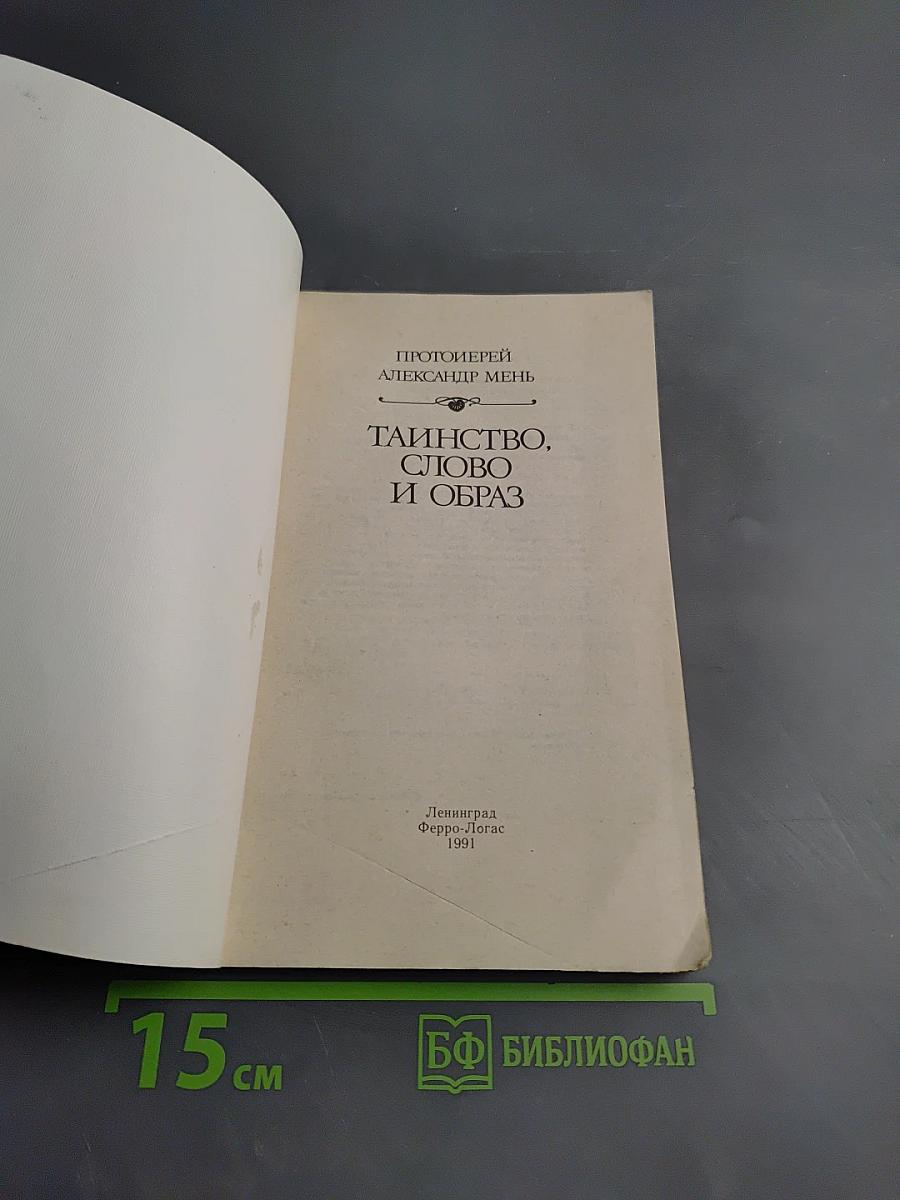 ПРОТОИЕРЕЙ
АЛЕКСАНДР МЕНЬ
ТАИНСТВО,
СЛОВО
И ОБРАЗ
Ленинград
Ферро-Логас
1991
15 см
БФ БИБЛИОФАН